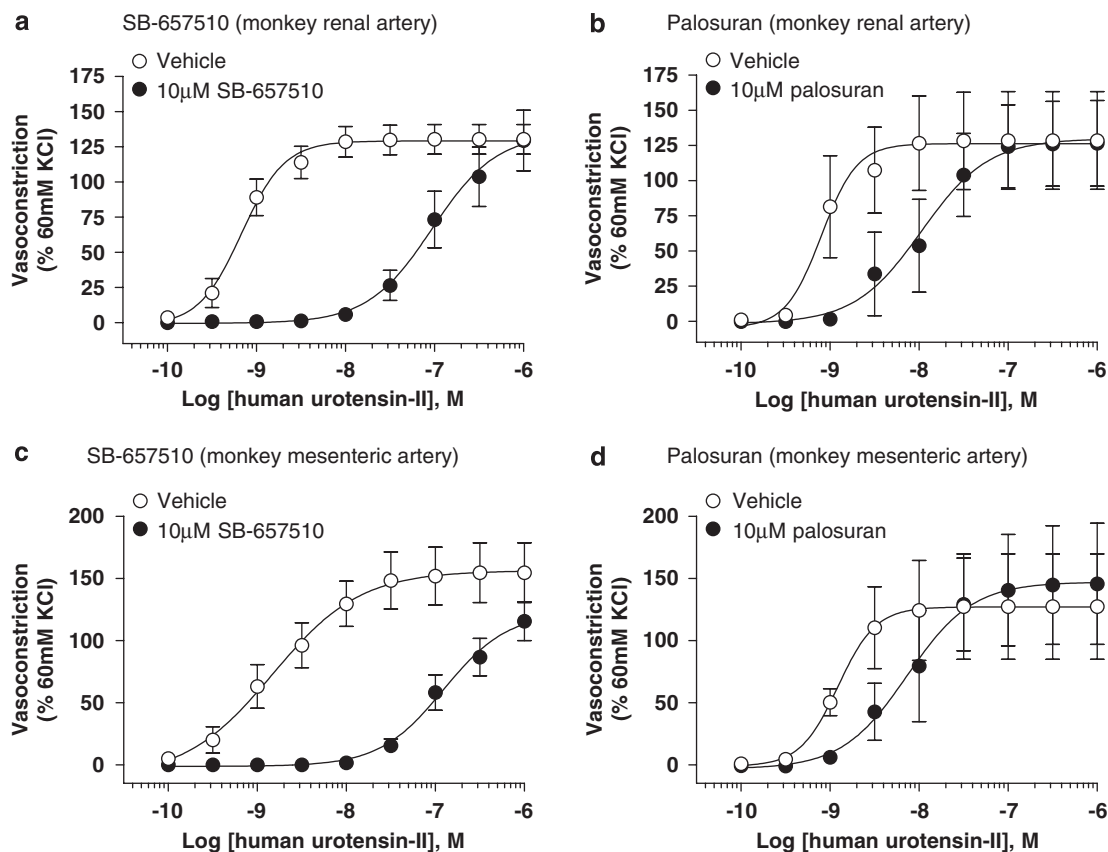 a SB-657510 (monkey renal artery)
Vehicle
10μM SB-657510
Vasoconstriction
(% 60mM KCl)
175
150
125
100
75
50
25
0
-10 -9 -8 -7 -6
Log [human urotensin-II], M
b Palosuran (monkey renal artery)
Vehicle
10μM palosuran
Vasoconstriction
(% 60mM KCl)
175
150
125
100
75
50
25
0
-10 -9 -8 -7 -6
Log [human urotensin-II], M
c SB-657510 (monkey mesenteric artery)
Vehicle
10μM SB-657510
Vasoconstriction
(% 60mM KCl)
200
150
100
50
0
-10 -9 -8 -7 -6
Log [human urotensin-II], M
d Palosuran (monkey mesenteric artery)
Vehicle
10μM palosuran
Vasoconstriction
(% 60mM KCl)
200
150
100
50
0
-10 -9 -8 -7 -6
Log [human urotensin-II], M